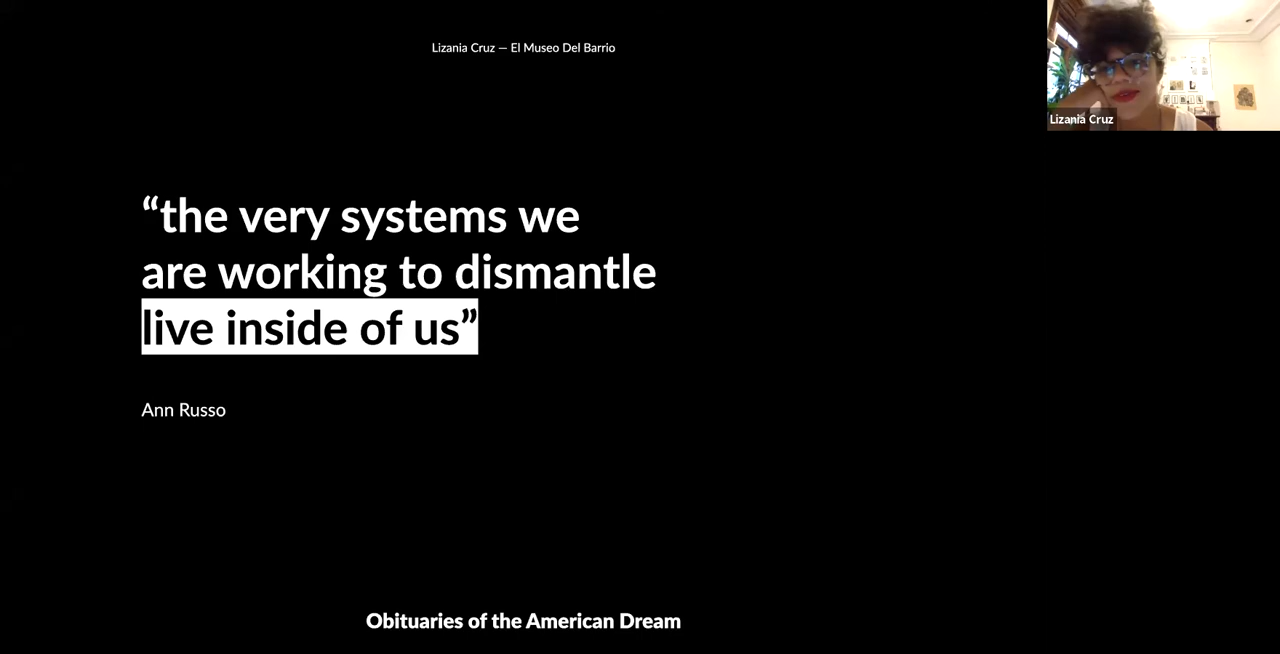 Lizania Cruz — El Museo Del Barrio
Lizania Cruz
“the very systems we
are working to dismantle
live inside of us”
Ann Russo
Obituaries of the American Dream